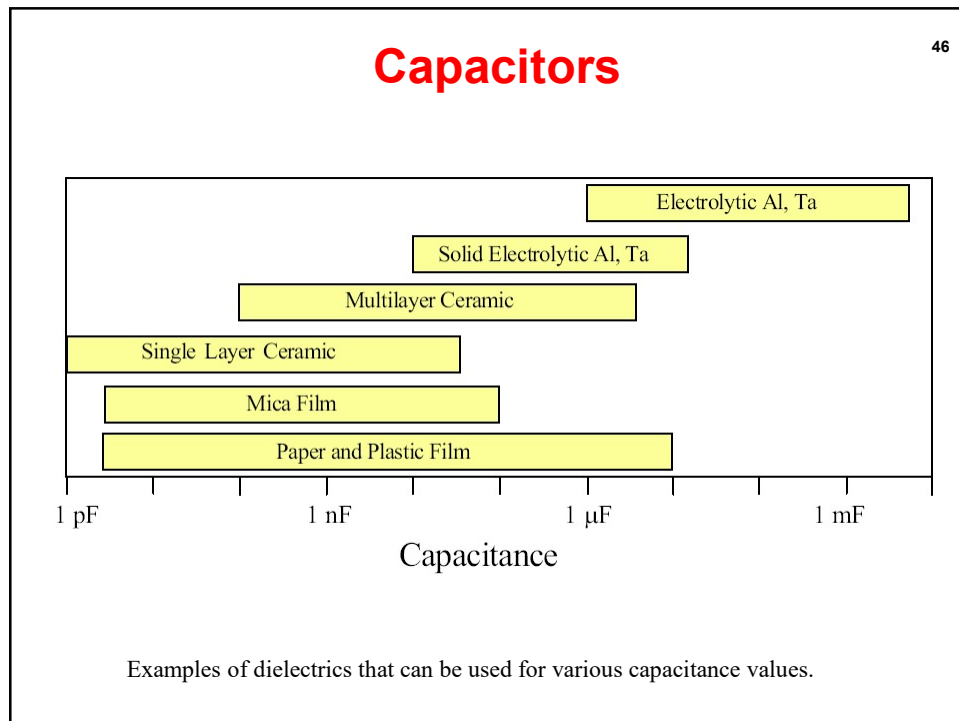 46
Capacitors
Electrolytic Al, Ta
Solid Electrolytic Al, Ta
Multilayer Ceramic
Single Layer Ceramic
Mica Film
Paper and Plastic Film
1 pF 1 nF 1 μF 1 mF
Capacitance
Examples of dielectrics that can be used for various capacitance values.